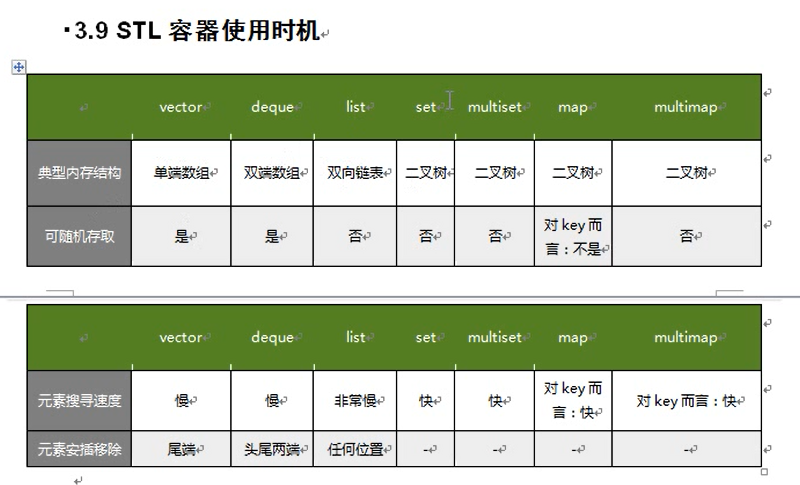 ▪3.9 STL 容器使用时机
vector deque list set multiset map multimap
典型内存结构 单端数组 双端数组 双向链表 二叉树 二叉树 二叉树 二叉树
可随机存取 是 是 否 否 否 对 key 而言：不是 否
vector deque list set multiset map multimap
元素搜寻速度 慢 慢 非常慢 快 快 对 key 而言：快 对 key 而言：快
元素安插移除 尾端 头尾两端 任何位置 - - - -